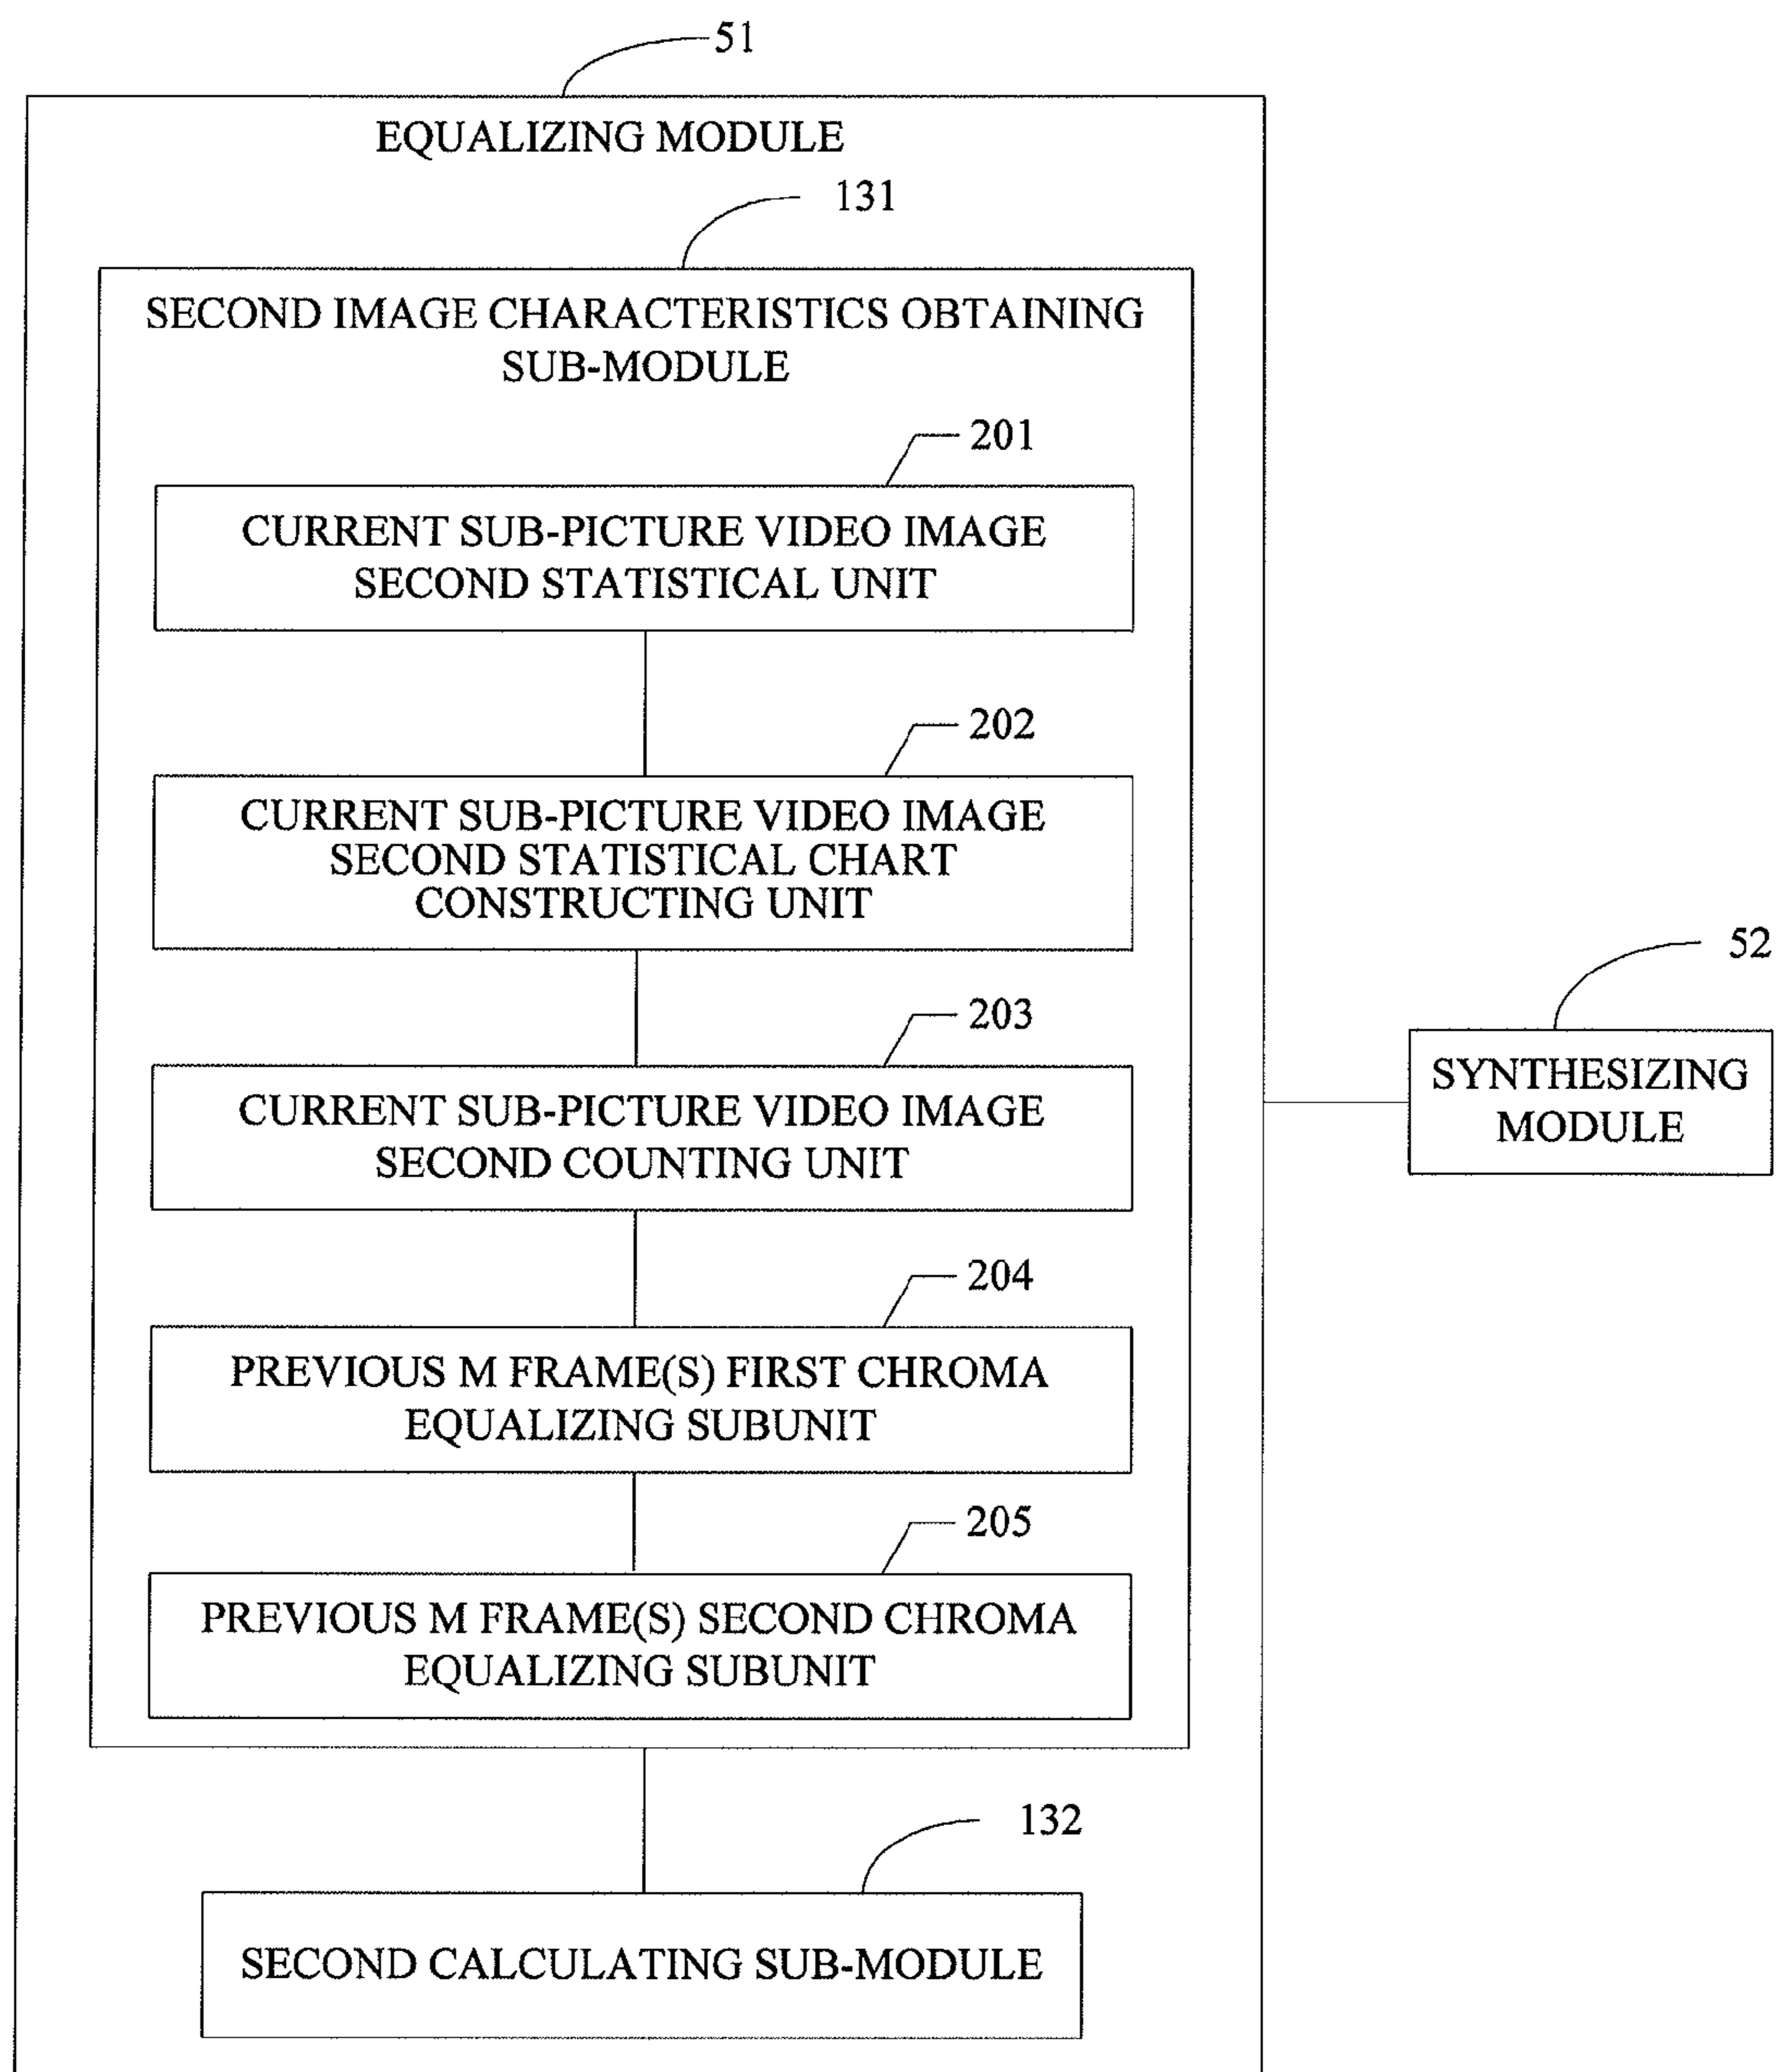 51
EQUALIZING MODULE
131
SECOND IMAGE CHARACTERISTICS OBTAINING
SUB-MODULE
201
CURRENT SUB-PICTURE VIDEO IMAGE
SECOND STATISTICAL UNIT
202
CURRENT SUB-PICTURE VIDEO IMAGE
SECOND STATISTICAL CHART
CONSTRUCTING UNIT
203
CURRENT SUB-PICTURE VIDEO IMAGE
SECOND COUNTING UNIT
204
PREVIOUS M FRAME(S) FIRST CHROMA
EQUALIZING SUBUNIT
205
PREVIOUS M FRAME(S) SECOND CHROMA
EQUALIZING SUBUNIT
132
SECOND CALCULATING SUB-MODULE
52
SYNTHESIZING
MODULE